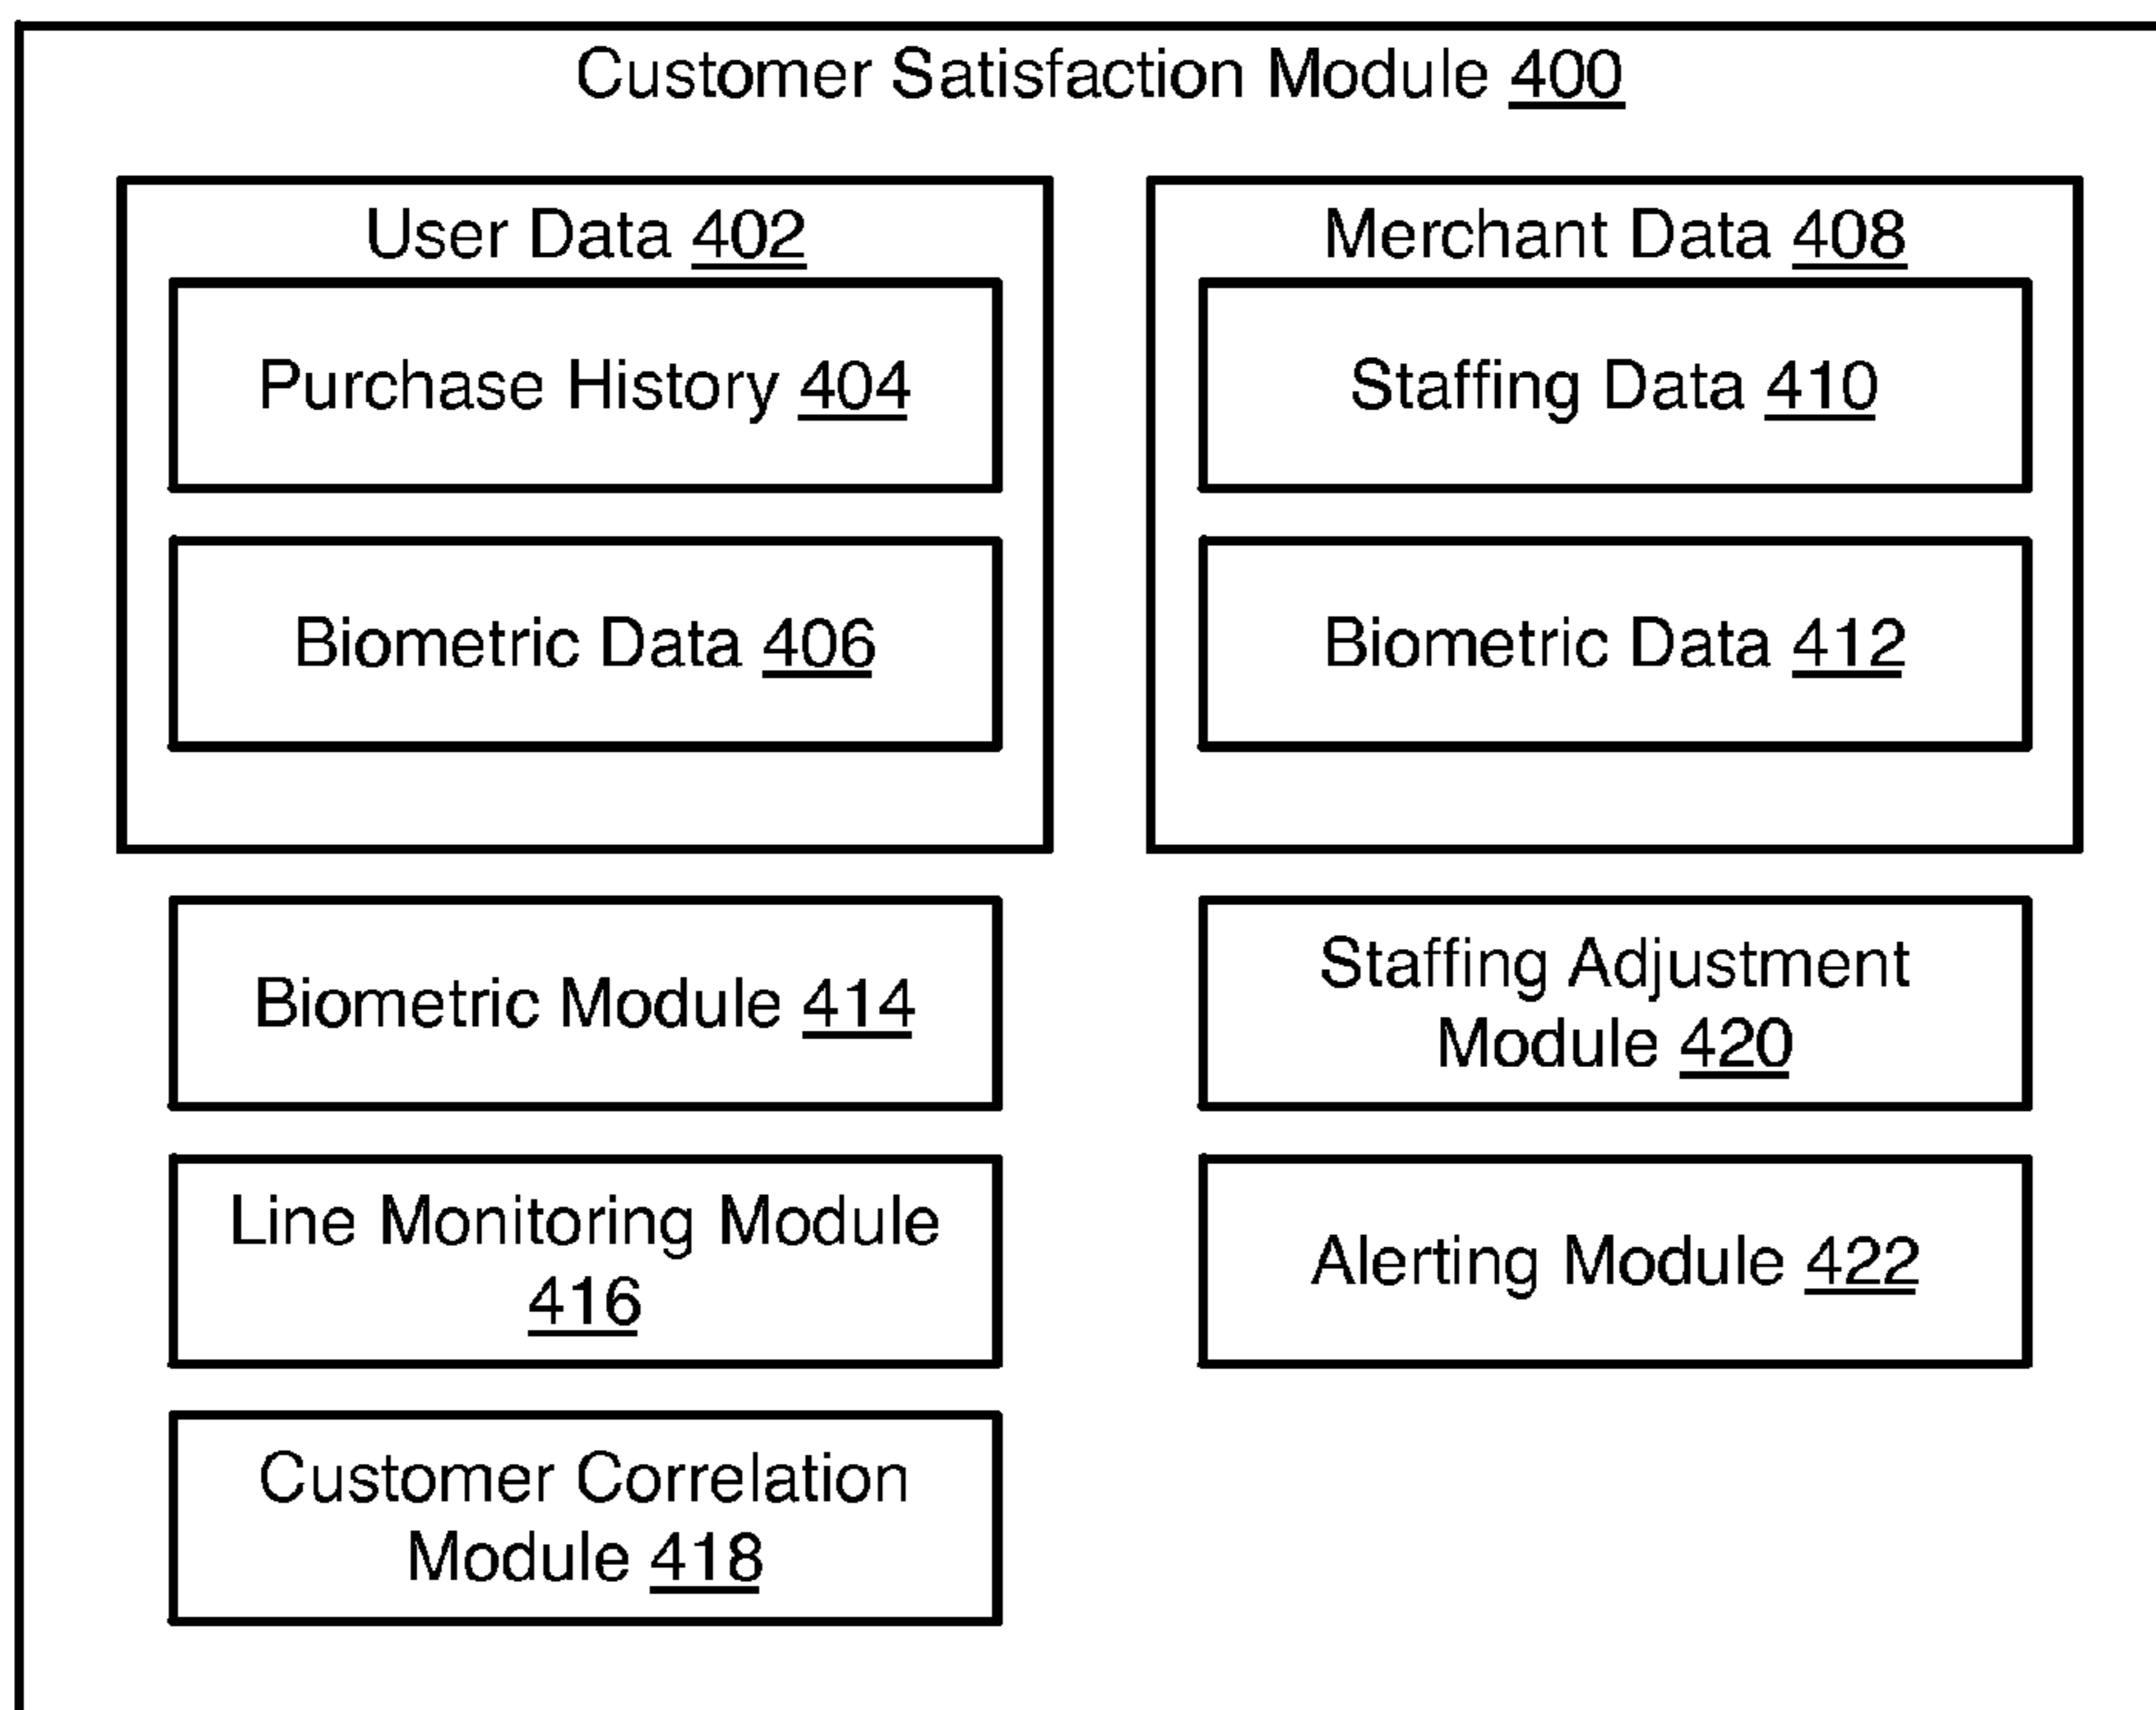 Customer Satisfaction Module 400
User Data 402
Purchase History 404
Biometric Data 406
Merchant Data 408
Staffing Data 410
Biometric Data 412
Biometric Module 414
Line Monitoring Module
416
Customer Correlation
Module 418
Staffing Adjustment
Module 420
Alerting Module 422